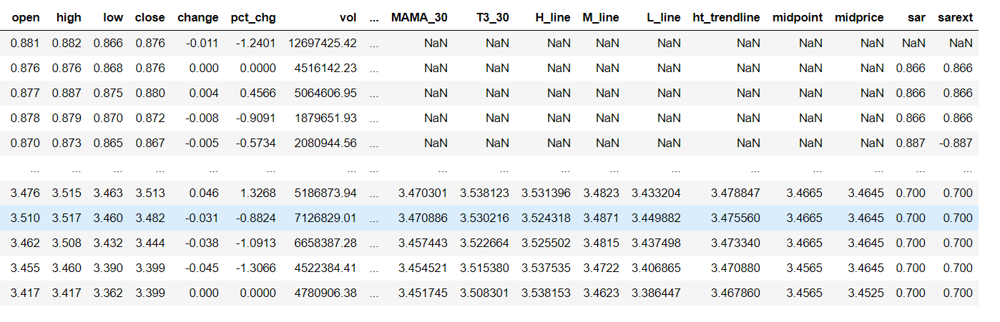 open high low close change pct_chg vol ... MAMA_30 T3_30 H_line M_line L_line ht_trendline midpoint midprice sar sarext
0.881 0.882 0.866 0.876 -0.011 -1.2401 12697425.42 ... NaN NaN NaN NaN NaN NaN NaN NaN NaN NaN
0.876 0.876 0.868 0.876 0.000 0.0000 4516142.23 ... NaN NaN NaN NaN NaN NaN NaN NaN 0.866 0.866
0.877 0.887 0.875 0.880 0.004 0.4566 5064606.95 ... NaN NaN NaN NaN NaN NaN NaN NaN 0.866 0.866
0.878 0.879 0.870 0.872 -0.008 -0.9091 1879651.93 ... NaN NaN NaN NaN NaN NaN NaN NaN 0.866 0.866
0.870 0.873 0.865 0.867 -0.005 -0.5734 2080944.56 ... NaN NaN NaN NaN NaN NaN NaN NaN 0.887 -0.887
... ... ... ... ... ... ... ... ... ... ... ... ... ... ... ... ... ...
3.476 3.515 3.463 3.513 0.046 1.3268 5186873.94 ... 3.470301 3.538123 3.531396 3.4823 3.433204 3.478847 3.4665 3.4645 0.700 0.700
3.510 3.517 3.460 3.482 -0.031 -0.8824 7126829.01 ... 3.470886 3.530216 3.524318 3.4871 3.449882 3.475560 3.4665 3.4645 0.700 0.700
3.462 3.508 3.432 3.444 -0.038 -1.0913 6658387.28 ... 3.457443 3.522664 3.525502 3.4815 3.437498 3.473340 3.4665 3.4645 0.700 0.700
3.455 3.460 3.390 3.399 -0.045 -1.3066 4522384.41 ... 3.454521 3.515380 3.537535 3.4722 3.406865 3.470880 3.4565 3.4645 0.700 0.700
3.417 3.417 3.362 3.399 0.000 0.0000 4780906.38 ... 3.451745 3.508301 3.538153 3.4623 3.386447 3.467860 3.4565 3.4525 0.700 0.700